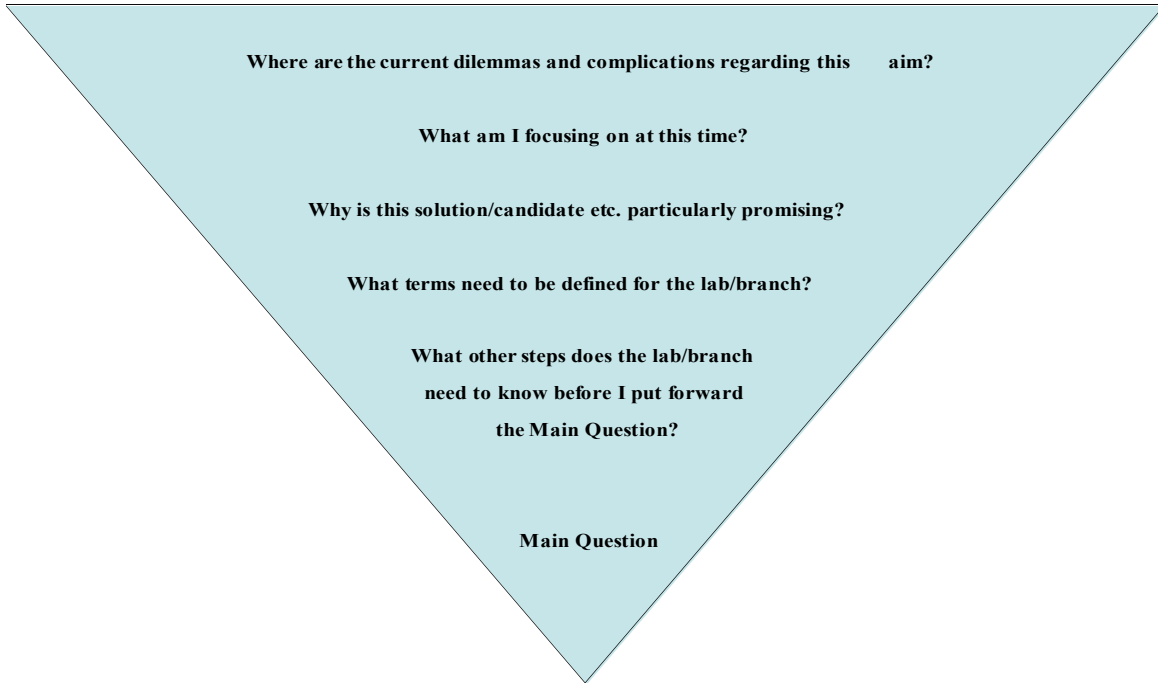 Where are the current dilemmas and complications regarding this aim?
What am I focusing on at this time?
Why is this solution/candidate etc. particularly promising?
What terms need to be defined for the lab/branch?
What other steps does the lab/branch
need to know before I put forward
the Main Question?
Main Question